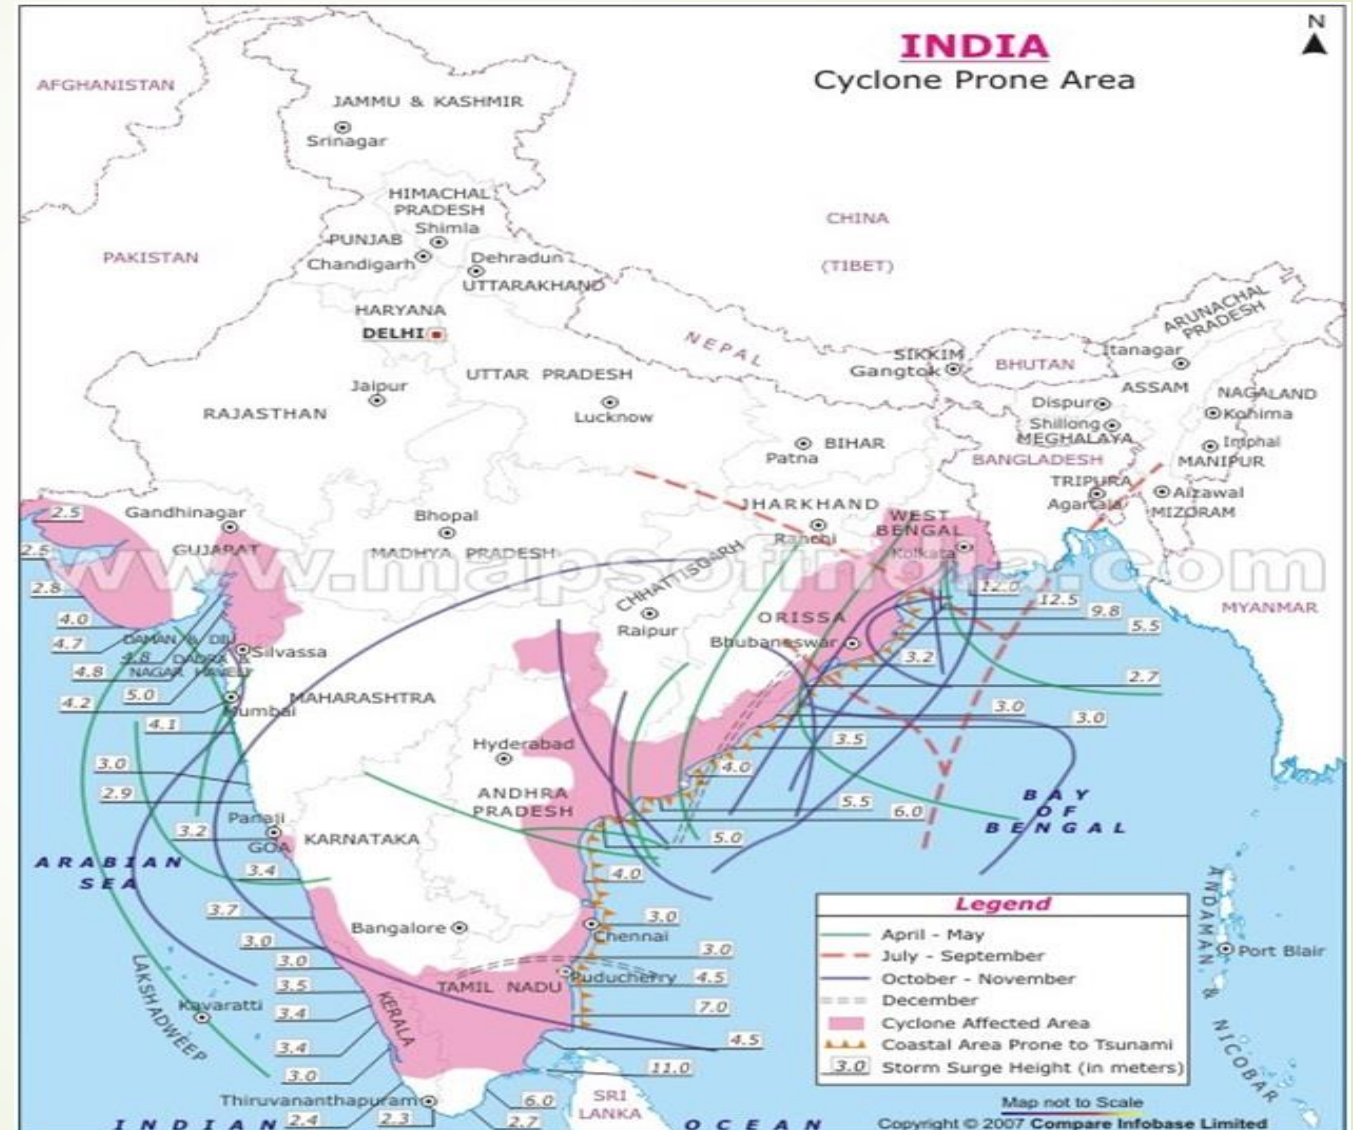 N
INDIA
Cyclone Prone Area
AFGHANISTAN
JAMMU & KASHMIR
Srinagar
HIMACHAL
PRADESH
Shimla
PUNJAB
Chandigarh
Dehradun
UTTARAKHAND
CHINA
(TIBET)
PAKISTAN
HARYANA
DELHI
NEPAL
SIKKIM
Gangtok
BHUTAN
ARUNACHAL
PRADESH
Itanagar
ASSAM
NAGALAND
Dispur
Kohima
Shillong
MEGHALAYA
Imphal
MANIPUR
BANGLADESH
TRIPURA
Agartala
Aizawal
MIZORAM
UTTAR PRADESH
Lucknow
Jaipur
RAJASTHAN
BIHAR
Patna
JHARKHAND
Ranchi
WEST
BENGAL
Kolkata
Gandhinagar
GUJARAT
Bhopal
MADHYA PRADESH
CHHATTISGARH
Raipur
ORISSA
Bhubaneswar
MYANMAR
www.mapsofindia.com
2.5
2.5
2.8
4.0
4.7
4.8
4.8
5.0
4.2
4.1
DAMAN & DIU
DADRA &
NAGAR HAVELI
Silvassa
Mumbai
MAHARASHTRA
12.0
12.5
9.8
5.5
3.2
2.7
3.0
3.0
3.5
4.0
5.5
6.0
5.0
Hyderabad
ANDHRA
PRADESH
3.0
2.9
3.2
Panaji
GOA
KARNATAKA
ARABIAN
SEA
3.4
3.7
3.0
3.0
3.5
3.4
3.4
3.0
BAY
OF
BENGAL
4.0
3.0
Bangalore
Chennai
3.0
Puducherry
4.5
TAMIL NADU
7.0
4.5
11.0
KERALA
LAKSHADWEEP
Kavaratti
Thiruvananthapuram
2.4
2.3
6.0
2.7
SRI
LANKA
INDIAN OCEAN
ANDAMAN & NICOBAR
Port Blair
Legend
April - May
July - September
October - November
December
Cyclone Affected Area
Coastal Area Prone to Tsunami
3.0 Storm Surge Height (in meters)
Map not to Scale
Copyright © 2007 Compare Infobase Limited